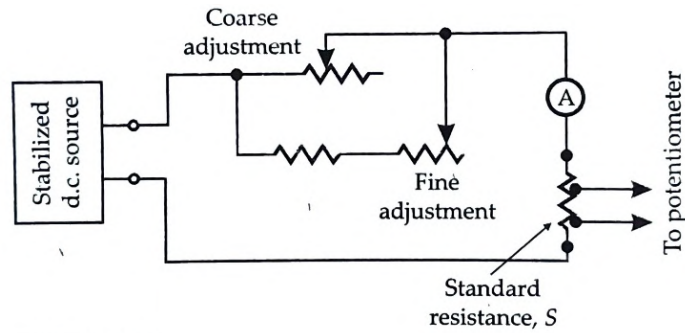 Coarse
adjustment
Stabilized
d.c. source
A
Fine
adjustment
To potentiometer
Standard
resistance, S